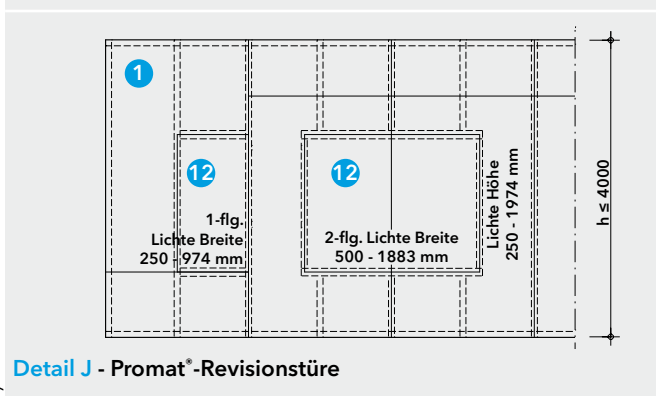 1
12
12
1-flg.
Lichte Breite
250 - 974 mm
2-flg. Lichte Breite
500 - 1883 mm
Lichte Höhe
250 - 1974 mm
h ≤ 4000
Detail J - Promat®-Revisionstüre